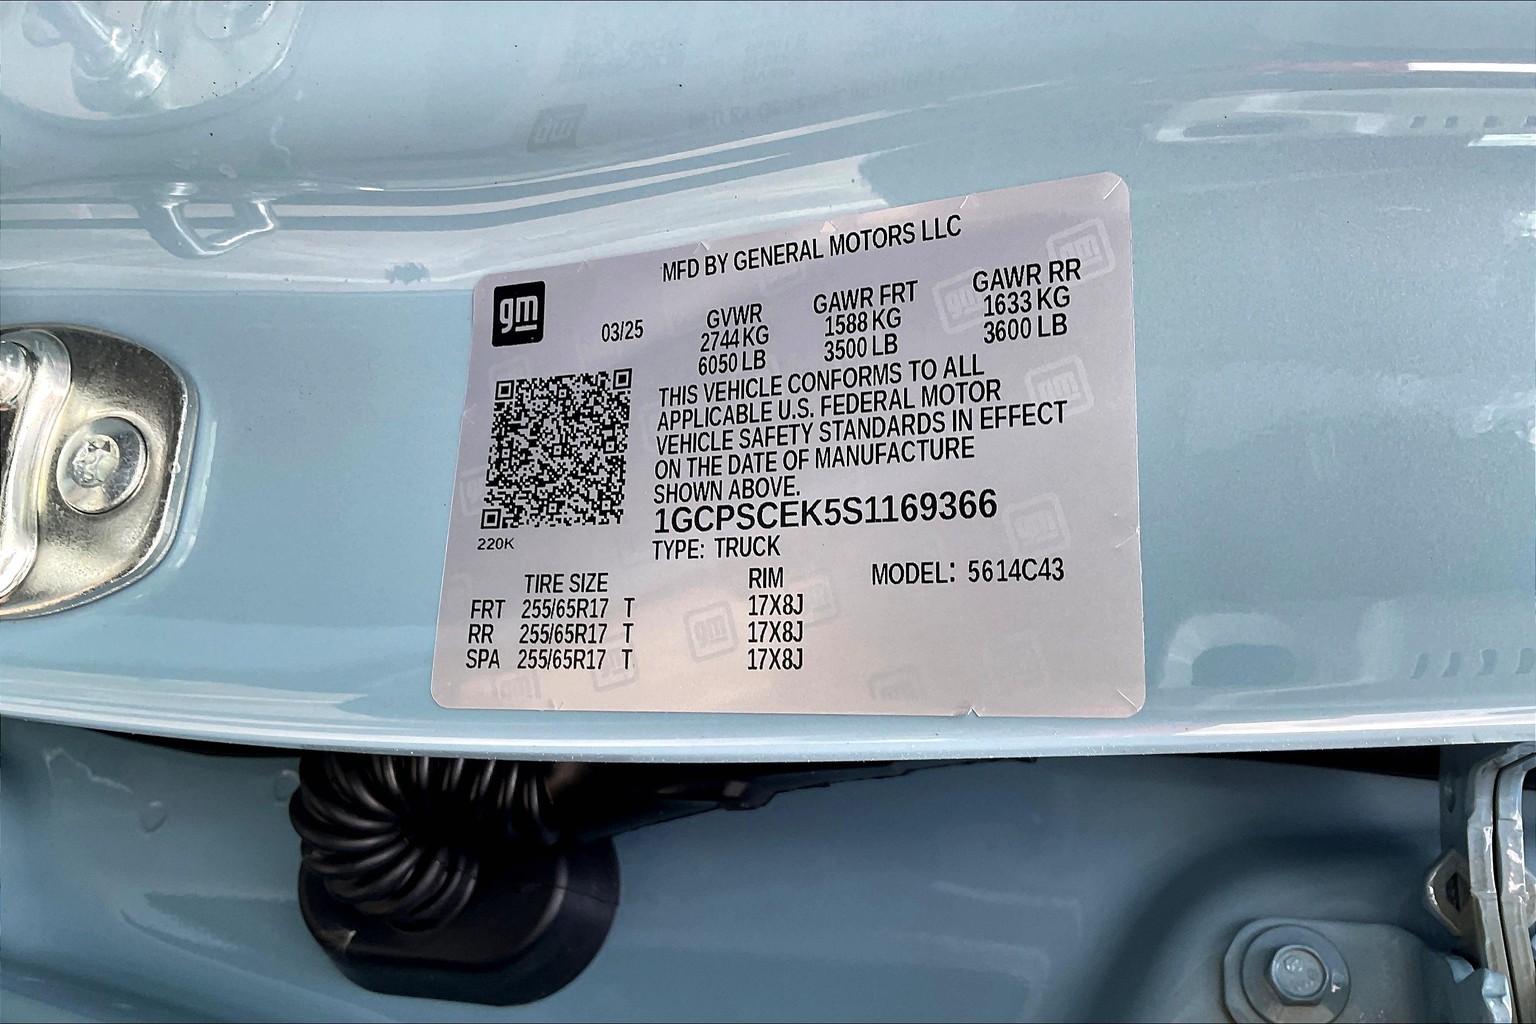 MFD BY GENERAL MOTORS LLC
gm
03/25
GVWR
2744 KG
6050 LB
GAWR FRT
1588 KG
3500 LB
GAWR RR
1633 KG
3600 LB
THIS VEHICLE CONFORMS TO ALL
APPLICABLE U.S. FEDERAL MOTOR
VEHICLE SAFETY STANDARDS IN EFFECT
ON THE DATE OF MANUFACTURE
SHOWN ABOVE.
1GCPSCEK5S1169366
220K
TYPE: TRUCK
MODEL: 5614C43
TIRE SIZE RIM
FRT 255/65R17 T 17X8J
RR 255/65R17 T 17X8J
SPA 255/65R17 T 17X8J